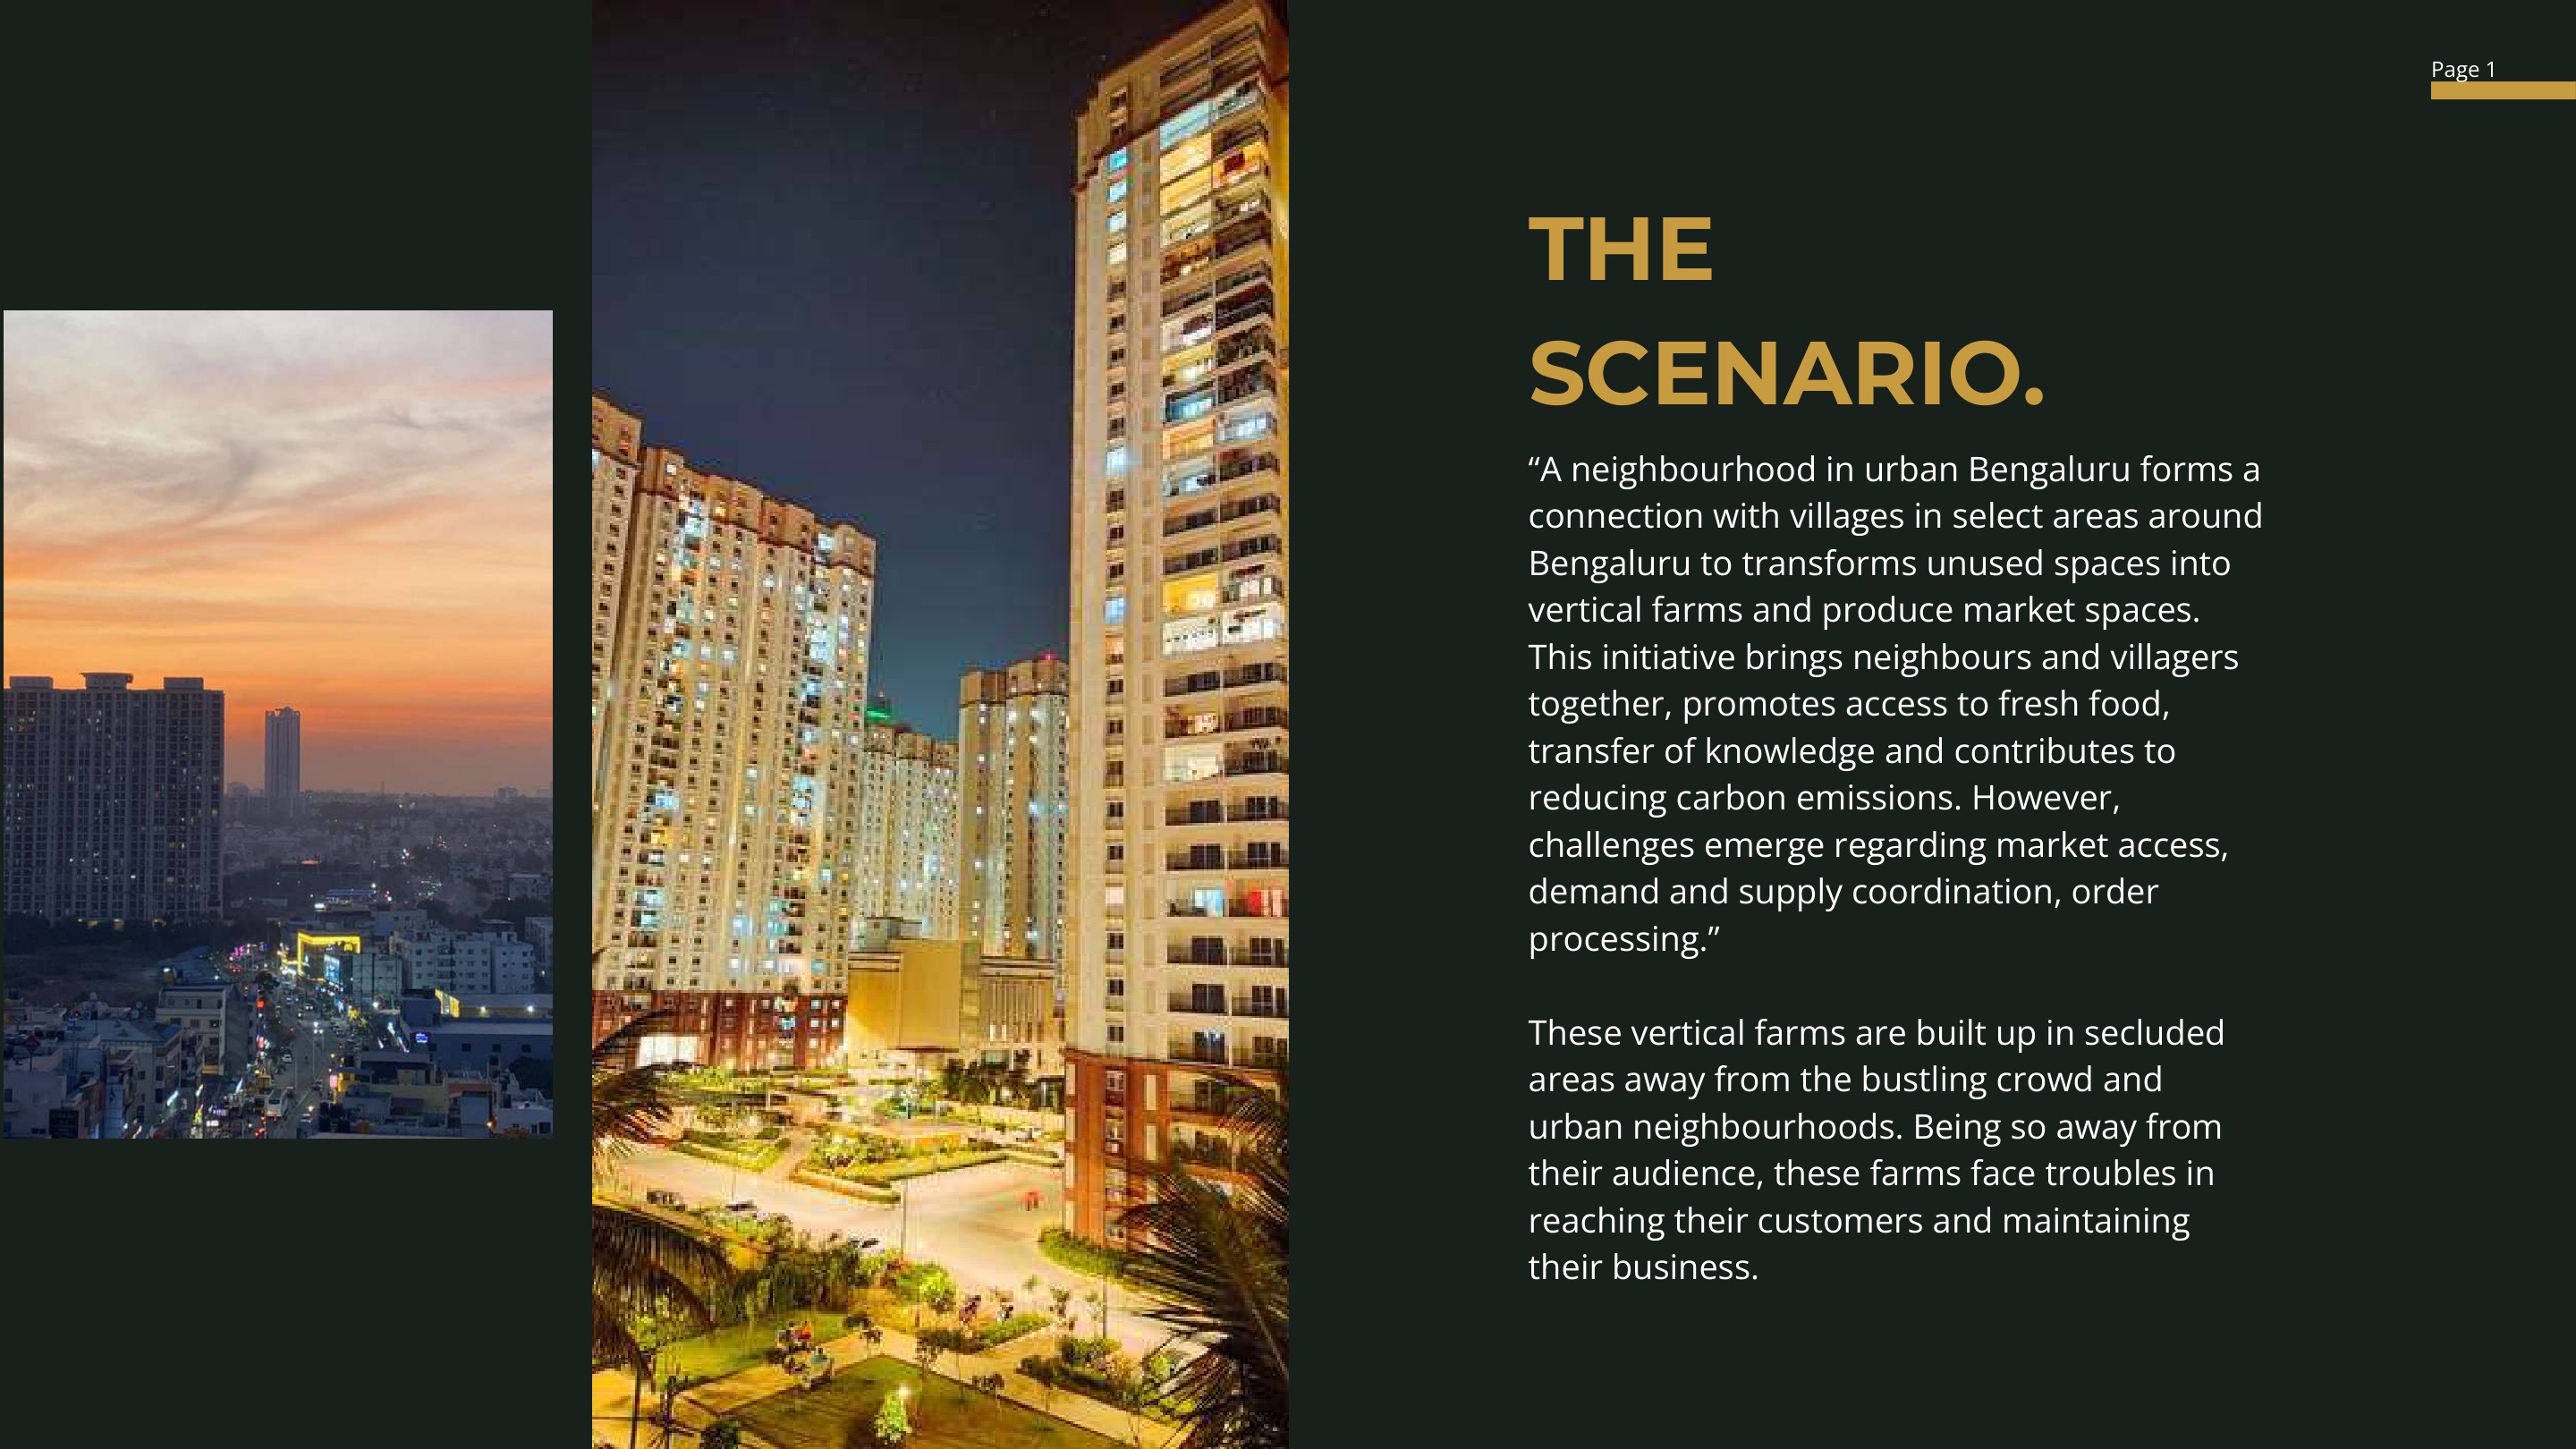 Page 1
THE
SCENARIO.
“A neighbourhood in urban Bengaluru forms a
connection with villages in select areas around
Bengaluru to transforms unused spaces into
vertical farms and produce market spaces.
This initiative brings neighbours and villagers
together, promotes access to fresh food,
transfer of knowledge and contributes to
reducing carbon emissions. However,
challenges emerge regarding market access,
demand and supply coordination, order
processing.”
These vertical farms are built up in secluded
areas away from the bustling crowd and
urban neighbourhoods. Being so away from
their audience, these farms face troubles in
reaching their customers and maintaining
their business.